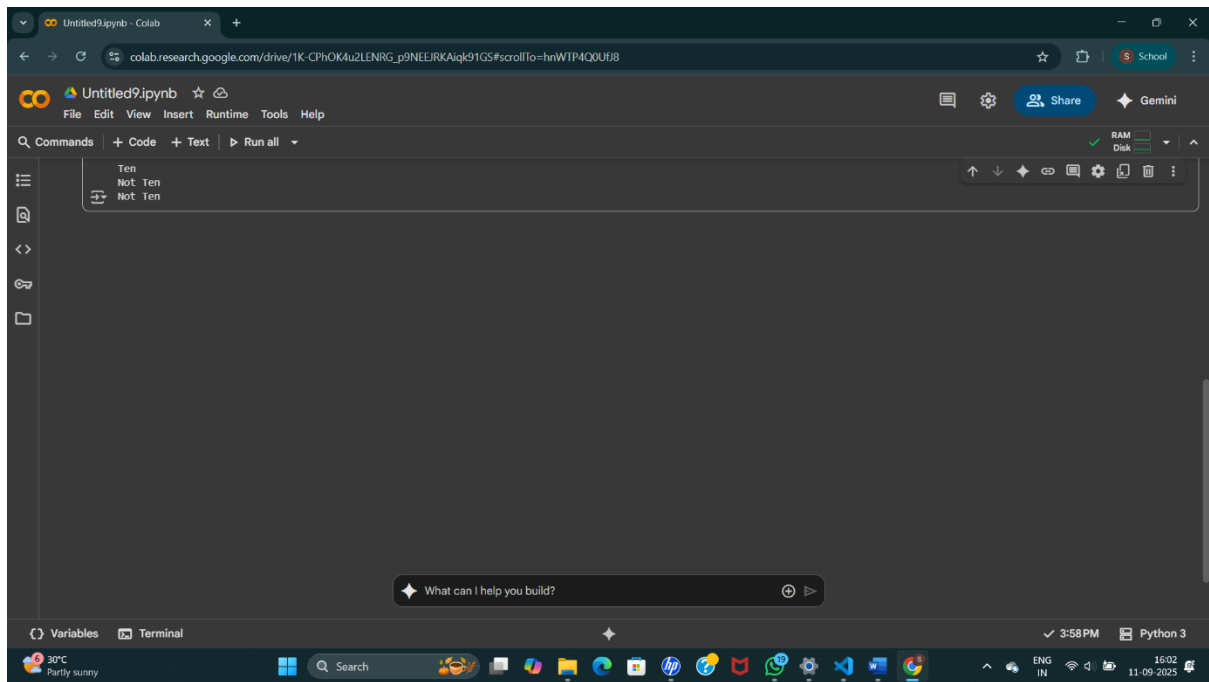 Untitled9.ipynb - Colab
colab.research.google.com/drive/1K-CPhOK4u2LENRG_p9NEEJRKAiqk91GS#scrollTo=hnWTP4Q0UfJ8
S School
Untitled9.ipynb
File Edit View Insert Runtime Tools Help
Share
Gemini
Commands + Code + Text Run all
RAM
Disk
Ten
Not Ten
Not Ten
What can I help you build?
Variables Terminal
3:58 PM Python 3
6
30°C
Partly sunny
Search
hp
19
ENG
IN
16:02
11-09-2025